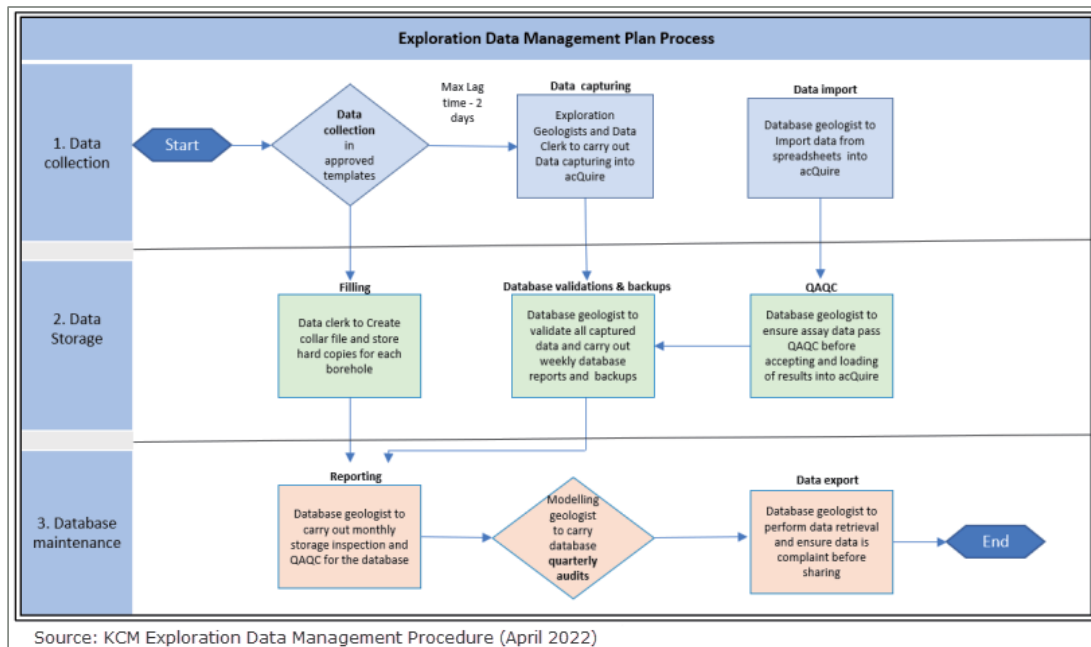 Exploration Data Management Plan Process
1. Data
collection
Start
Data
collection
in
approved
templates
Max Lag
time - 2
days
Data capturing
Exploration
Geologists and Data
Clerk to carry out
Data capturing into
acQuire
Data import
Database geologist to
Import data from
spreadsheets into
acQuire
2. Data
Storage
Filling
Data clerk to Create
collar file and store
hard copies for each
borehole
Database validations & backups
Database geologist to
validate all captured
data and carry out
weekly database
reports and backups
QAQC
Database geologist to
ensure assay data pass
QAQC before
accepting and loading
of results into acQuire
3. Database
maintenance
Reporting
Database geologist to
carry out monthly
storage inspection and
QAQC for the database
Modelling
geologist
to carry
database
quarterly
audits
Data export
Database geologist to
perform data retrieval
and ensure data is
complaint before
sharing
End
Source: KCM Exploration Data Management Procedure (April 2022)